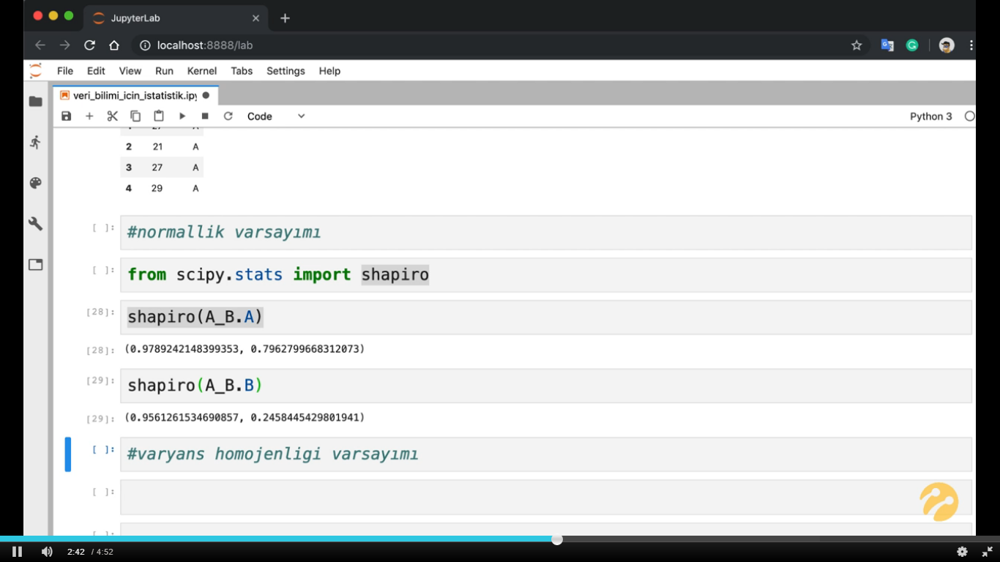 JupyterLab
localhost:8888/lab
File Edit View Run Kernel Tabs Settings Help
veri_bilimi_icin_istatistik.ipy
Code Python 3
2 21 A
3 27 A
4 29 A
[ ]: #normallik varsayımı
[ ]: from scipy.stats import shapiro
[28]: shapiro(A_B.A)
[28]: (0.9789242148399353, 0.7962799668312073)
[29]: shapiro(A_B.B)
[29]: (0.9561261534690857, 0.2458445429801941)
[ ]: #varyans homojenligi varsayımı
[ ]:
[ ]:
2:42 / 4:52